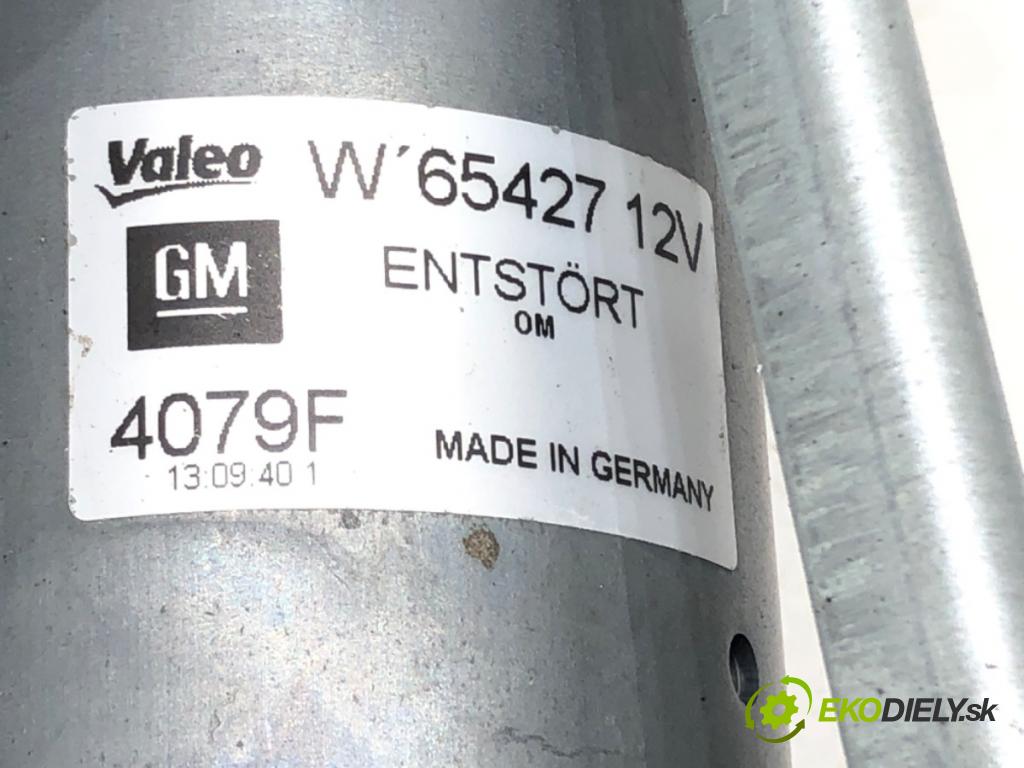 Valeo W´65427 12V
GM ENTSTÖRT
OM
4079F
13:09:40 1
MADE IN GERMANY
EKODIELY.sk